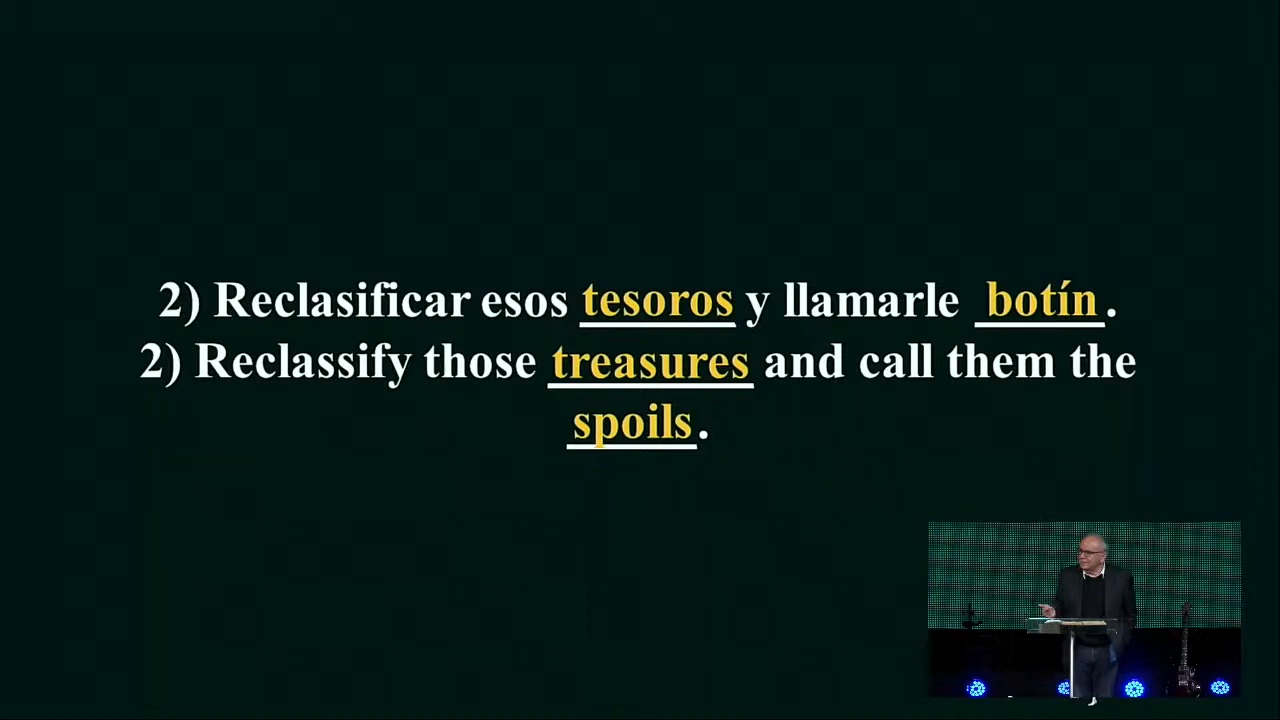 2) Reclasificar esos tesoros y llamarle botín.
2) Reclassify those treasures and call them the
spoils.